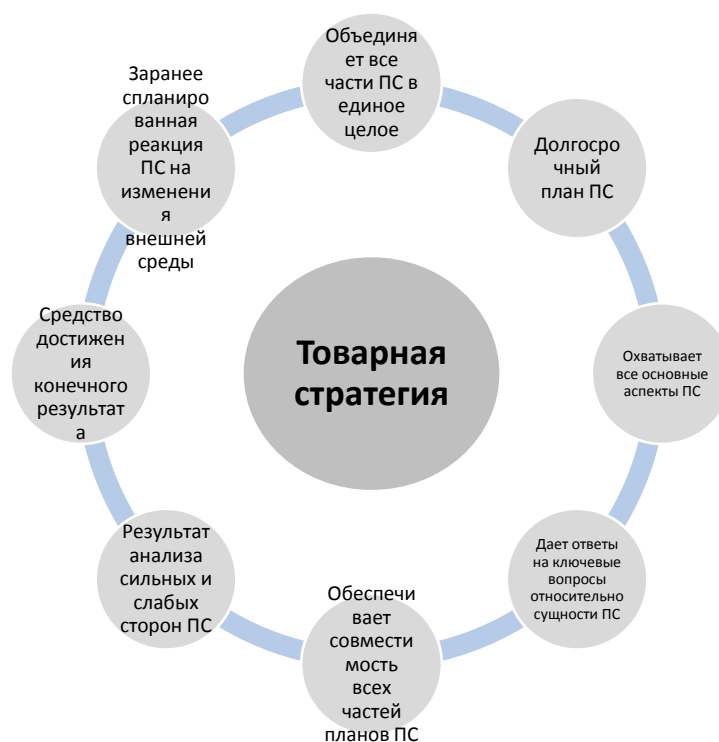 Объединя
ет все
части ПС в
единое
целое
Долгосро
чный
план ПС
Охватывает
все основные
аспекты ПС
Дает ответы
на ключевые
вопросы
относительно
сущности ПС
Обеспечи
вает
совмести
мость
всех
частей
планов ПС
Результат
анализа
сильных и
слабых
сторон ПС
Средство
достижен
ия
конечного
результат
а
Заранее
спланиро
ванная
реакция
ПС на
изменени
я
внешней
среды
Товарная
стратегия